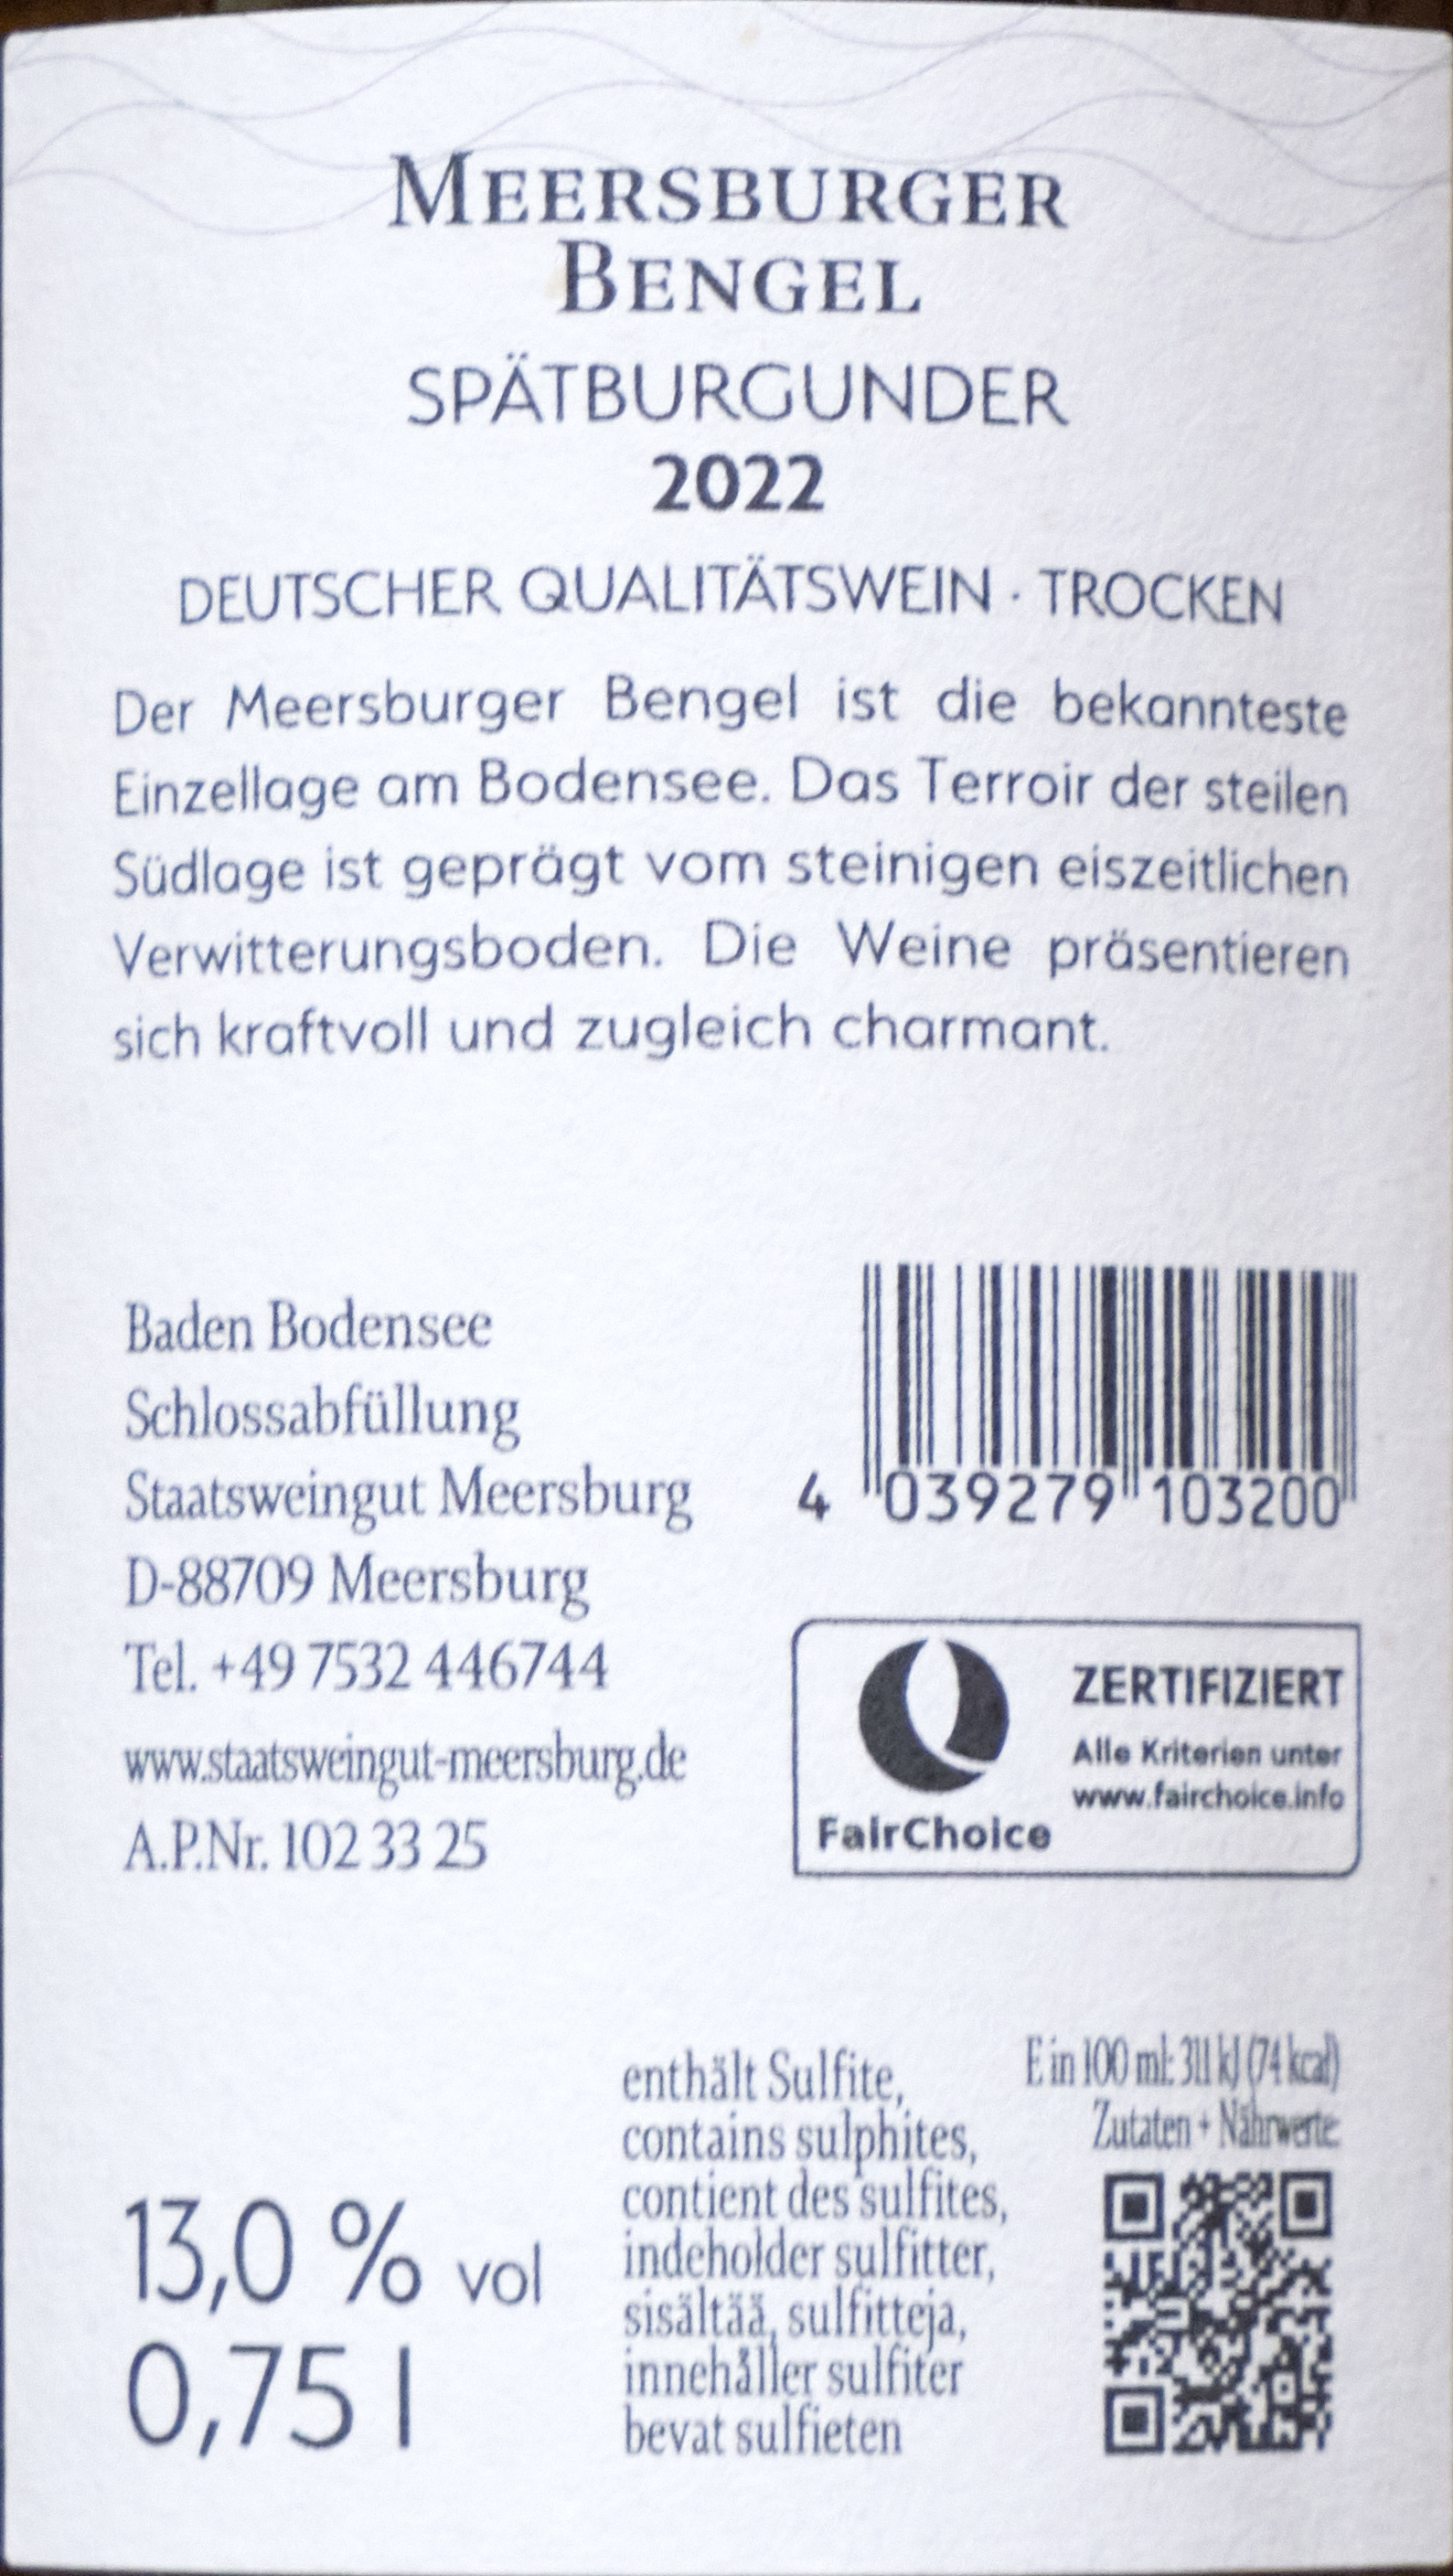 MEERSBURGER
BENGEL
SPÄTBURGUNDER
2022
DEUTSCHER QUALITÄTSWEIN · TROCKEN
Der Meersburger Bengel ist die bekannteste
Einzellage am Bodensee. Das Terroir der steilen
Südlage ist geprägt vom steinigen eiszeitlichen
Verwitterungsboden. Die Weine präsentieren
sich kraftvoll und zugleich charmant.
Baden Bodensee
Schlossabfüllung
Staatsweingut Meersburg
D-88709 Meersburg
Tel. +49 7532 446744
www.staatsweingut-meersburg.de
A.P.Nr. 102 33 25
4 039279 103200
ZERTIFIZIERT
Alle Kriterien unter
www.fairchoice.info
FairChoice
13,0 % vol
0,75 l
enthält Sulfite,
contains sulphites,
contient des sulfites,
indeholder sulfitter,
sisältää, sulfitteja,
innehåller sulfiter
bevat sulfieten
E in 100 ml: 311 kJ (74 kcal)
Zutaten + Nährwerte: